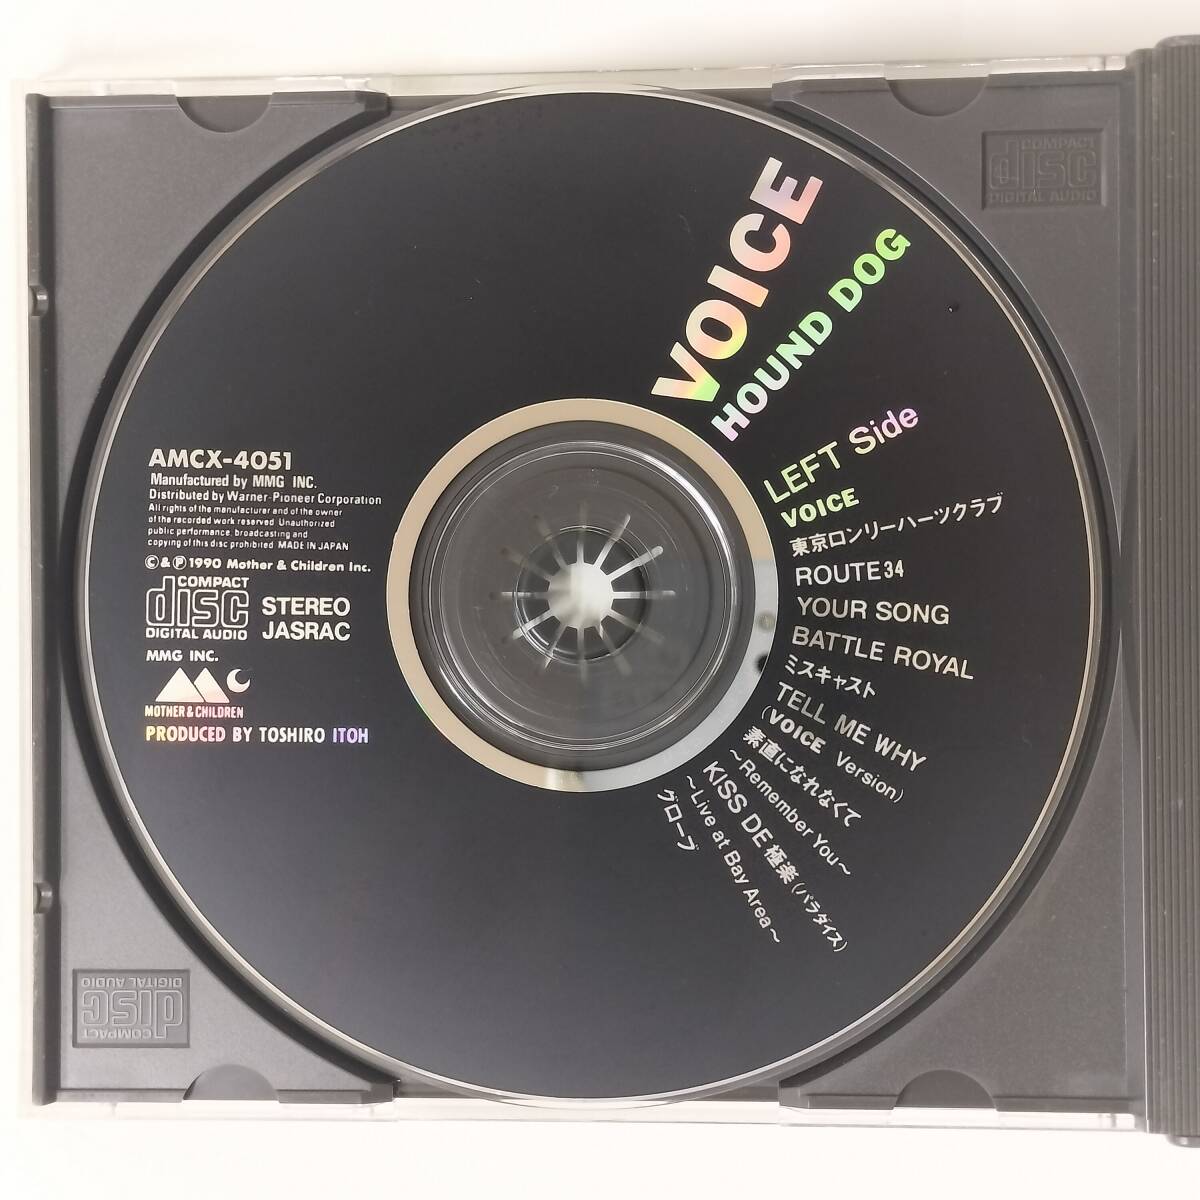 VOICE
HOUND DOG
LEFT Side
VOICE
東京ロンリーハーツクラブ
ROUTE34
YOUR SONG
BATTLE ROYAL
ミスキャスト
TELL ME WHY
(VOICE Version)
素直になれなくて
～Remember You～
KISS DE 極楽(パラダイス)
～Live at Bay Area～
グローブ
AMCX-4051
Manufactured by MMG INC.
Distributed by Warner-Pioneer Corporation
All rights of the manufacturer and of the owner
of the recorded work reserved. Unauthorized
public performance, broadcasting and
copying of this disc prohibited. MADE IN JAPAN
©&℗1990 Mother & Children Inc.
COMPACT
disc
DIGITAL AUDIO
STEREO
JASRAC
MMG INC.
MOTHER & CHILDREN
PRODUCED BY TOSHIRO ITOH
COMPACT
disc
DIGITAL AUDIO
COMPACT
disc
DIGITAL AUDIO